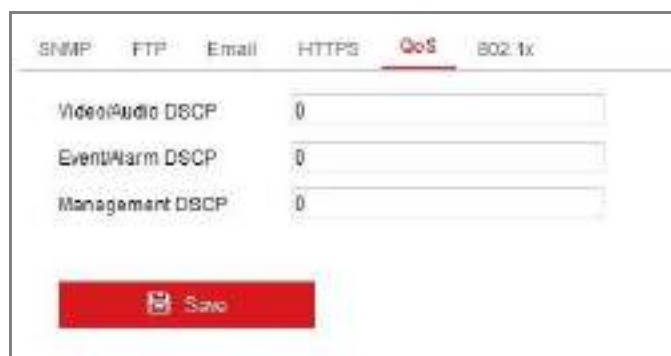 SNMP FTP Email HTTPS QoS 802.1x
Video/Audio DSCP 0
Event/Alarm DSCP 0
Management DSCP 0
Save